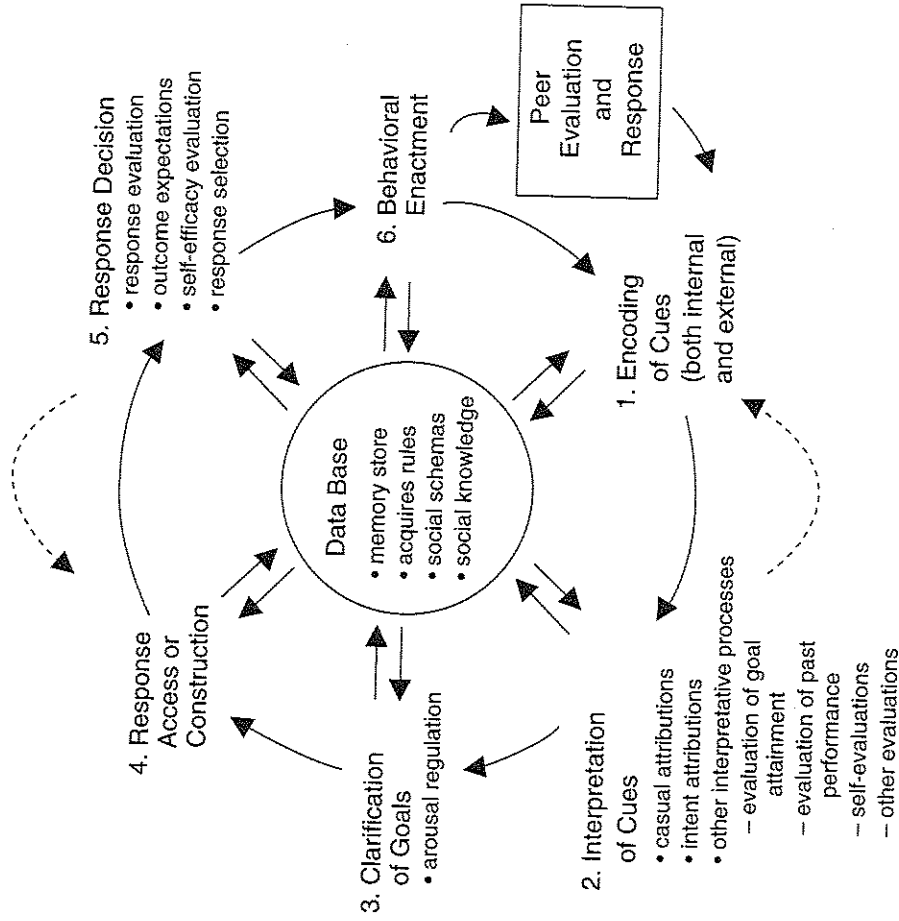 1. Encoding
of Cues
(both internal
and external)
2. Interpretation
of Cues
• casual attributions
• intent attributions
• other interpretative processes
– evaluation of goal
attainment
– evaluation of past
performance
– self-evaluations
– other evaluations
3. Clarification
of Goals
• arousal regulation
4. Response
Access or
Construction
5. Response Decision
• response evaluation
• outcome expectations
• self-efficacy evaluation
• response selection
6. Behavioral
Enactment
Peer
Evaluation
and
Response
Data Base
• memory store
• acquires rules
• social schemas
• social knowledge